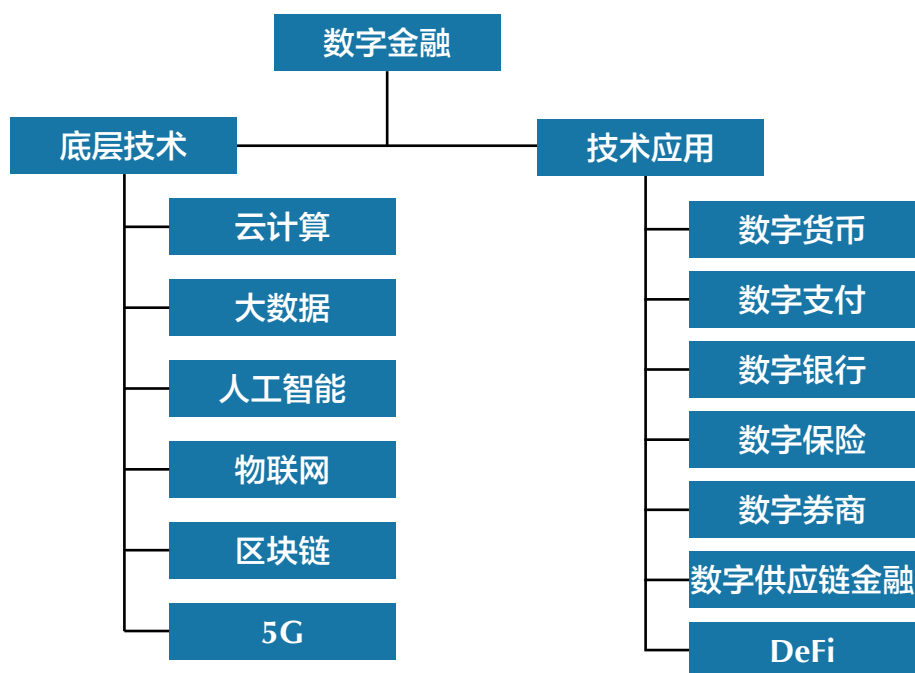 数字金融
底层技术
云计算
大数据
人工智能
物联网
区块链
5G
技术应用
数字货币
数字支付
数字银行
数字保险
数字券商
数字供应链金融
DeFi